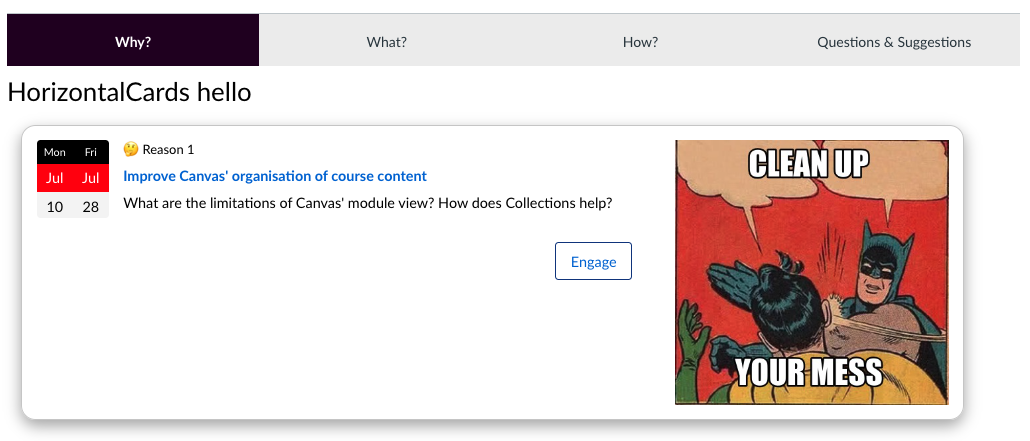 Why?
What?
How?
Questions & Suggestions
HorizontalCards hello
Mon Fri
Jul Jul
10 28
🤔 Reason 1
Improve Canvas' organisation of course content
What are the limitations of Canvas' module view? How does Collections help?
Engage
CLEAN UP
YOUR MESS